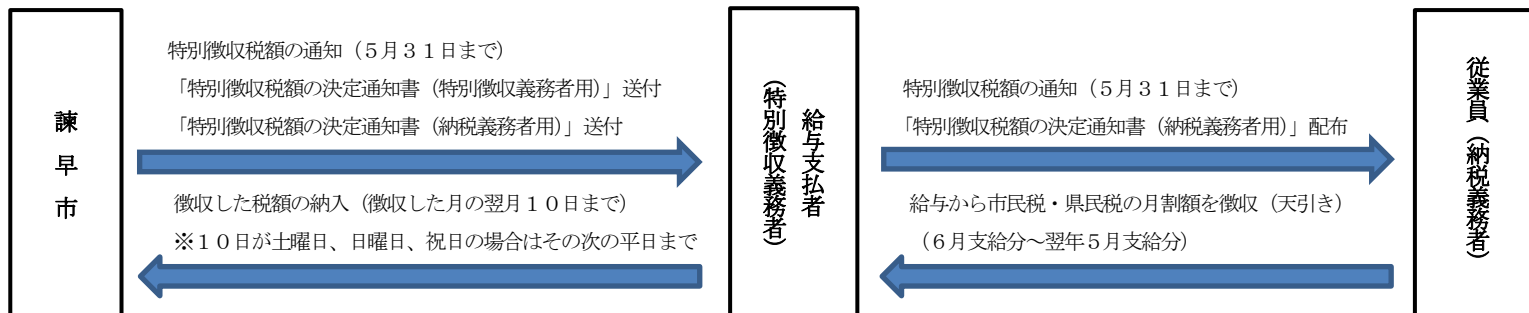 諫早市
特別徴収税額の通知（５月３１日まで）
「特別徴収税額の決定通知書（特別徴収義務者用）」送付
「特別徴収税額の決定通知書（納税義務者用）」送付
徴収した税額の納入（徴収した月の翌月１０日まで）
※１０日が土曜日、日曜日、祝日の場合はその次の平日まで
給与支払者
（特別徴収義務者）
特別徴収税額の通知（５月３１日まで）
「特別徴収税額の決定通知書（納税義務者用）」配布
給与から市民税・県民税の月割額を徴収（天引き）
（６月支給分～翌年５月支給分）
従業員（納税義務者）